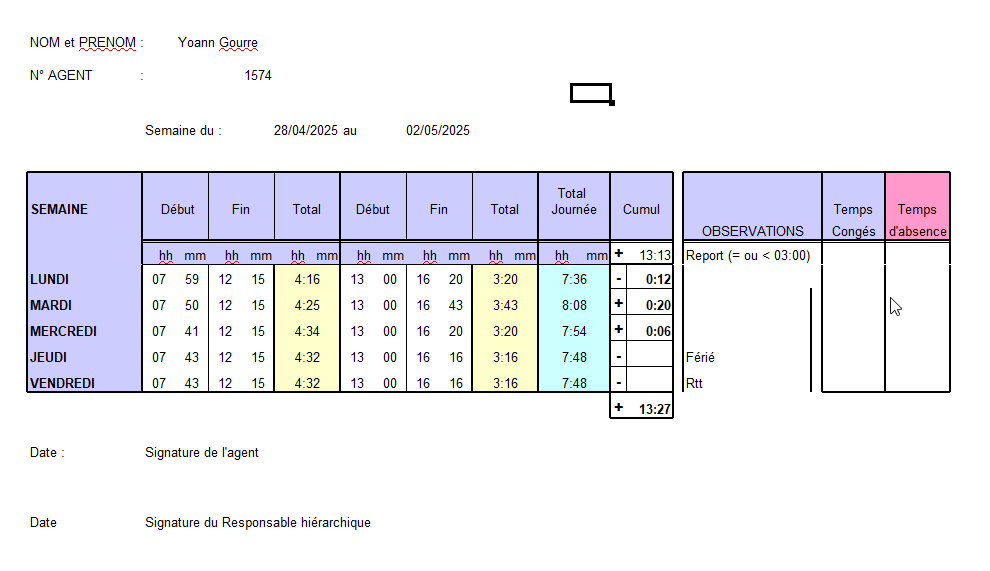 NOM et PRENOM : Yoann Gourre
N° AGENT : 1574
Semaine du : 28/04/2025 au 02/05/2025
SEMAINE Début Fin Total Début Fin Total Total Journée Cumul OBSERVATIONS Temps Congés Temps d'absence
hh mm hh mm hh mm hh mm hh mm hh mm hh mm + 13:13 Report (= ou < 03:00)
LUNDI 07 59 12 15 4:16 13 00 16 20 3:20 7:36 - 0:12
MARDI 07 50 12 15 4:25 13 00 16 43 3:43 8:08 + 0:20
MERCREDI 07 41 12 15 4:34 13 00 16 20 3:20 7:54 + 0:06
JEUDI 07 43 12 15 4:32 13 00 16 16 3:16 7:48 - Férié
VENDREDI 07 43 12 15 4:32 13 00 16 16 3:16 7:48 - Rtt
+ 13:27
Date : Signature de l'agent
Date Signature du Responsable hiérarchique